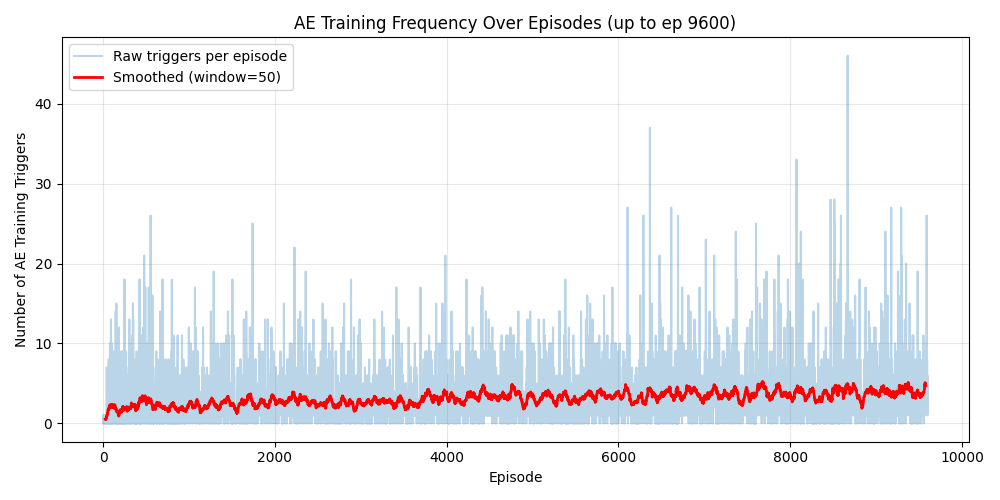 AE Training Frequency Over Episodes (up to ep 9600)
Raw triggers per episode
Smoothed (window=50)
Number of AE Training Triggers
40
30
20
10
0
0 2000 4000 6000 8000 10000
Episode